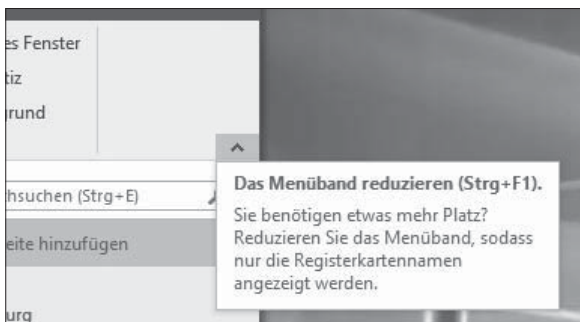 es Fenster
tiz
grund
hsuchen (Strg+E)
Das Menüband reduzieren (Strg+F1).
Sie benötigen etwas mehr Platz?
Reduzieren Sie das Menüband, sodass
nur die Registerkartennamen
angezeigt werden.
eite hinzufügen
urg